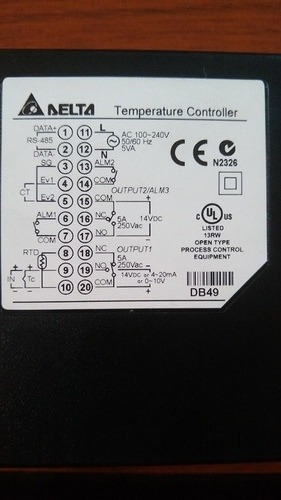 DELTA Temperature Controller
DATA+ 1 11 L
RS-485 AC 100~240V
50/60 Hz
DATA- 2 12 N 5VA
SG 3 13 ALM2
CT Ev1 4 14 COM
Ev2 5 15 COM OUTPUT2/ALM3
ALM1 6 16 NC 5A 250Vac 14VDC
COM 7 17 NO
RTD 8 18 NC OUTPUT1
9 19 NO 5A 250Vac
IN Tc 10 20 COM 14VDC or 4~20mA
or 0~10V
+ - + - - +
CE N2326
c UL US
LISTED
13RW
OPEN TYPE
PROCESS CONTROL
EQUIPMENT
DB49